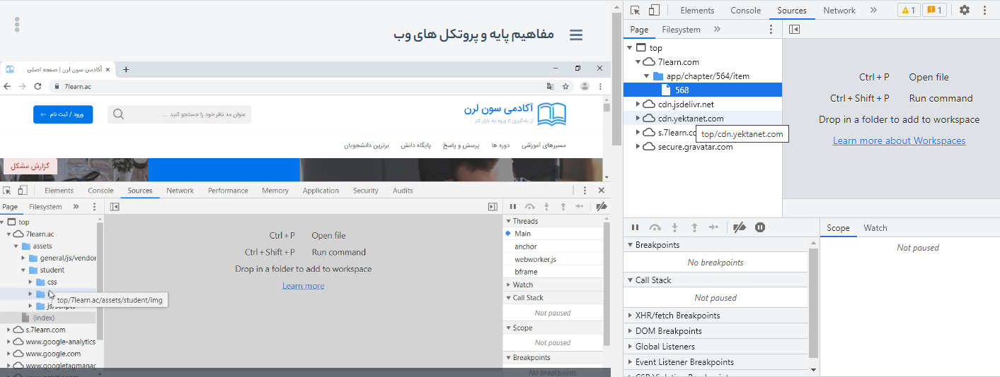 مفاهیم پایه و پروتکل های وب
آکادمی سون لرن | صفحه اصلی
7learn.ac
آکادمی سون لرن
از یادگیری تا ورود به بازار کار
عنوان مد نظر خود را جستجو کنید ...
ورود / ثبت نام
مسیرهای آموزشی دوره ها پرسش و پاسخ پایگاه دانش برترین دانشجویان
گزارش مشکل
Elements Console Sources Network Performance Memory Application Security Audits
Page Filesystem
top
7learn.ac
assets
general/js/vendor
student
css
top/7learn.ac/assets/student/img
js/scripts
(index)
s.7learn.com
www.google-analytics
www.google.com
www.googletagmanag
Ctrl + P Open file
Ctrl + Shift + P Run command
Drop in a folder to add to workspace
Learn more
Threads
Main
anchor
webworker.js
bframe
Watch
Call Stack
Not paused
Scope
Not paused
Breakpoints
No breakpoints
Elements Console Sources Network 1 1
Page Filesystem
top
7learn.com
app/chapter/564/item
568
cdn.jsdelivr.net
cdn.yektanet.com
s.7learn.co
top/cdn.yektanet.com
secure.gravatar.com
Ctrl + P Open file
Ctrl + Shift + P Run command
Drop in a folder to add to workspace
Learn more about Workspaces
Breakpoints
No breakpoints
Call Stack
Not paused
XHR/fetch Breakpoints
DOM Breakpoints
Global Listeners
Event Listener Breakpoints
CSP Violation Breakpoints
Scope Watch
Not paused